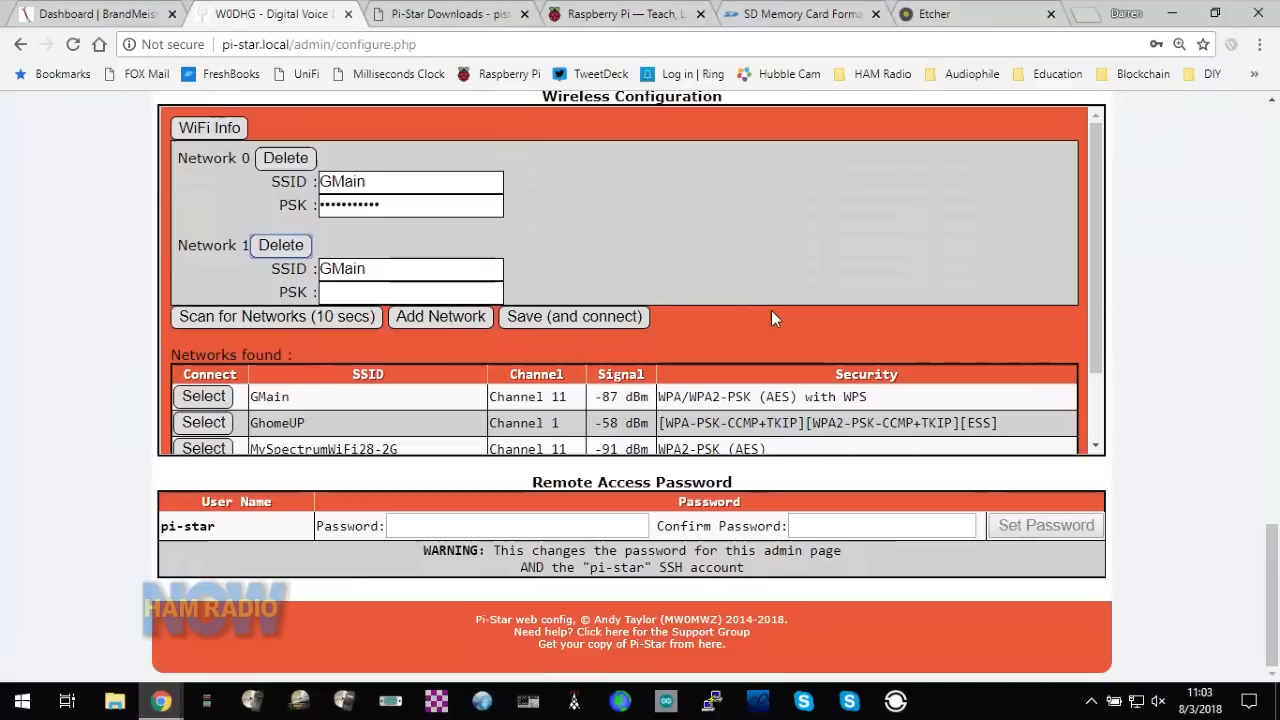 Dashboard | BrandMeist
W0DHG - Digital Voice D
Pi-Star Downloads - pist
Raspberry Pi — Teach, L
SD Memory Card Forma
Etcher
Darren
Not secure
pi-star.local/admin/configure.php
Bookmarks
FOX Mail
FreshBooks
UniFi
Milliseconds Clock
Raspberry Pi
TweetDeck
Log in | Ring
Hubble Cam
HAM Radio
Audiophile
Education
Blockchain
DIY
»
Wireless Configuration
WiFi Info
Network 0 Delete
SSID : GMain
PSK : •••••••••••
Network 1 Delete
SSID : GMain
PSK :
Scan for Networks (10 secs) Add Network Save (and connect)
Networks found :
Connect SSID Channel Signal Security
Select GMain Channel 11 -87 dBm WPA/WPA2-PSK (AES) with WPS
Select GhomeUP Channel 1 -58 dBm [WPA-PSK-CCMP+TKIP][WPA2-PSK-CCMP+TKIP][ESS]
Select MySpectrumWiFi28-2G Channel 11 -91 dBm WPA2-PSK (AES)
Remote Access Password
User Name Password
pi-star Password: Confirm Password: Set Password
WARNING: This changes the password for this admin page
AND the "pi-star" SSH account
HAM RADIO
NOW
Pi-Star web config, © Andy Taylor (MW0MWZ) 2014-2018.
Need help? Click here for the Support Group
Get your copy of Pi-Star from here.
11:03
8/3/2018